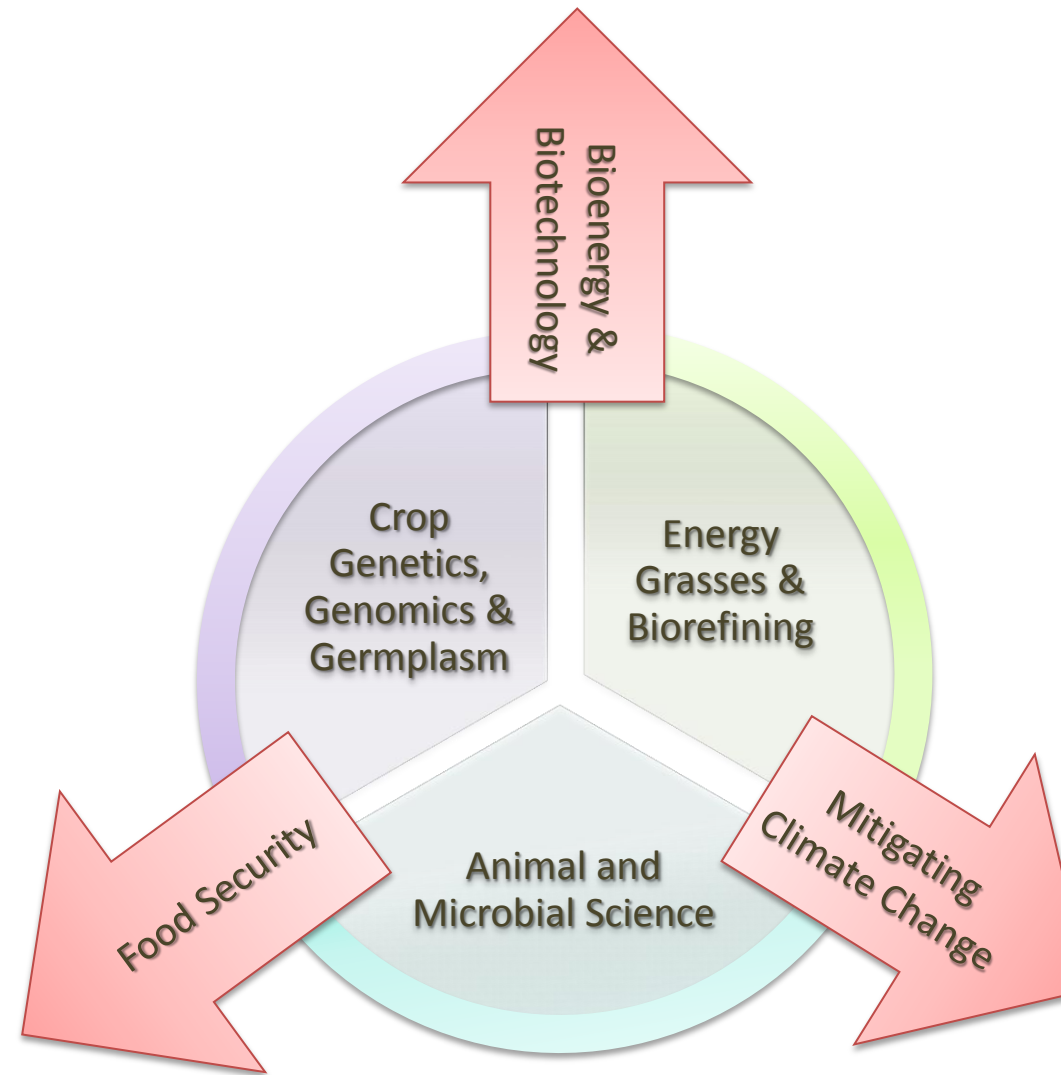 Bioenergy &
Biotechnology
Crop
Genetics,
Genomics &
Germplasm
Energy
Grasses &
Biorefining
Animal and
Microbial Science
Food Security
Mitigating
Climate Change